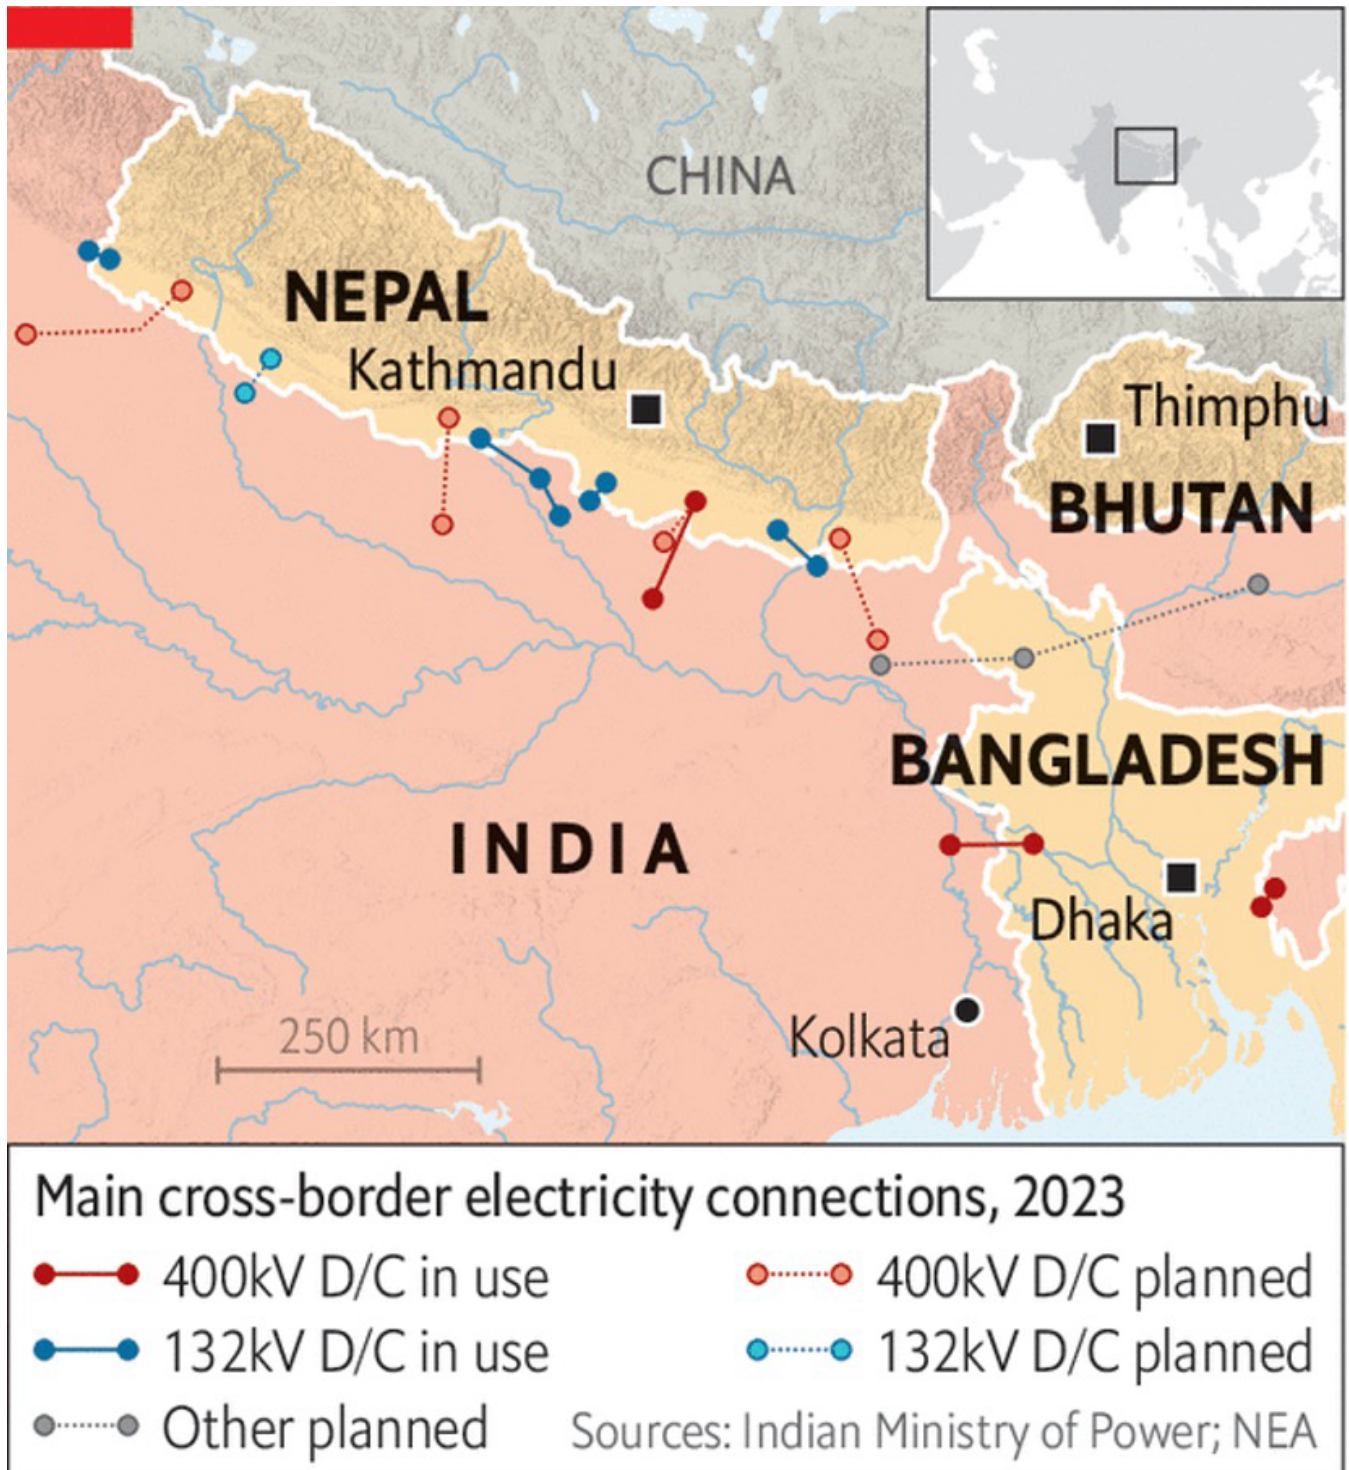 CHINA
NEPAL
Kathmandu
Thimphu
BHUTAN
BANGLADESH
INDIA
Dhaka
Kolkata
250 km
Main cross-border electricity connections, 2023
400kV D/C in use
400kV D/C planned
132kV D/C in use
132kV D/C planned
Other planned
Sources: Indian Ministry of Power; NEA